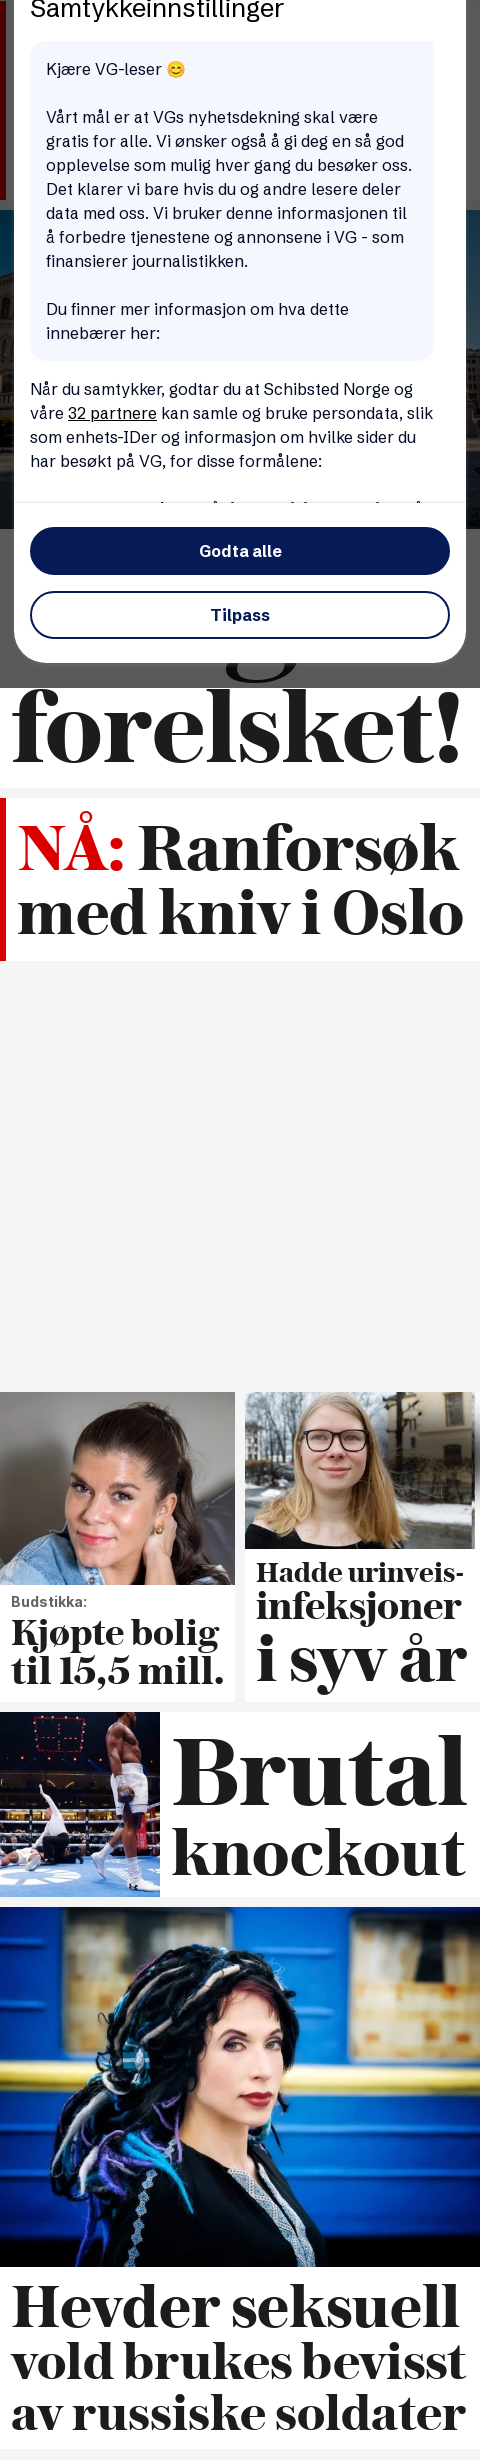 Samtykkeinnstillinger
Kjære VG-leser 😊
Vårt mål er at VGs nyhetsdekning skal være
gratis for alle. Vi ønsker også å gi deg en så god
opplevelse som mulig hver gang du besøker oss.
Det klarer vi bare hvis du og andre lesere deler
data med oss. Vi bruker denne informasjonen til
å forbedre tjenestene og annonsene i VG - som
finansierer journalistikken.
Du finner mer informasjon om hva dette
innebærer her:
Når du samtykker, godtar du at Schibsted Norge og
våre 32 partnere kan samle og bruke persondata, slik
som enhets-IDer og informasjon om hvilke sider du
har besøkt på VG, for disse formålene:
Godta alle
Tilpass
forelsket!
NÅ: Ranforsøk
med kniv i Oslo
Budstikka:
Kjøpte bolig
til 15,5 mill.
Hadde urinveis-
infeksjoner
i syv år
Brutal
knockout
Hevder seksuell
vold brukes bevisst
av russiske soldater